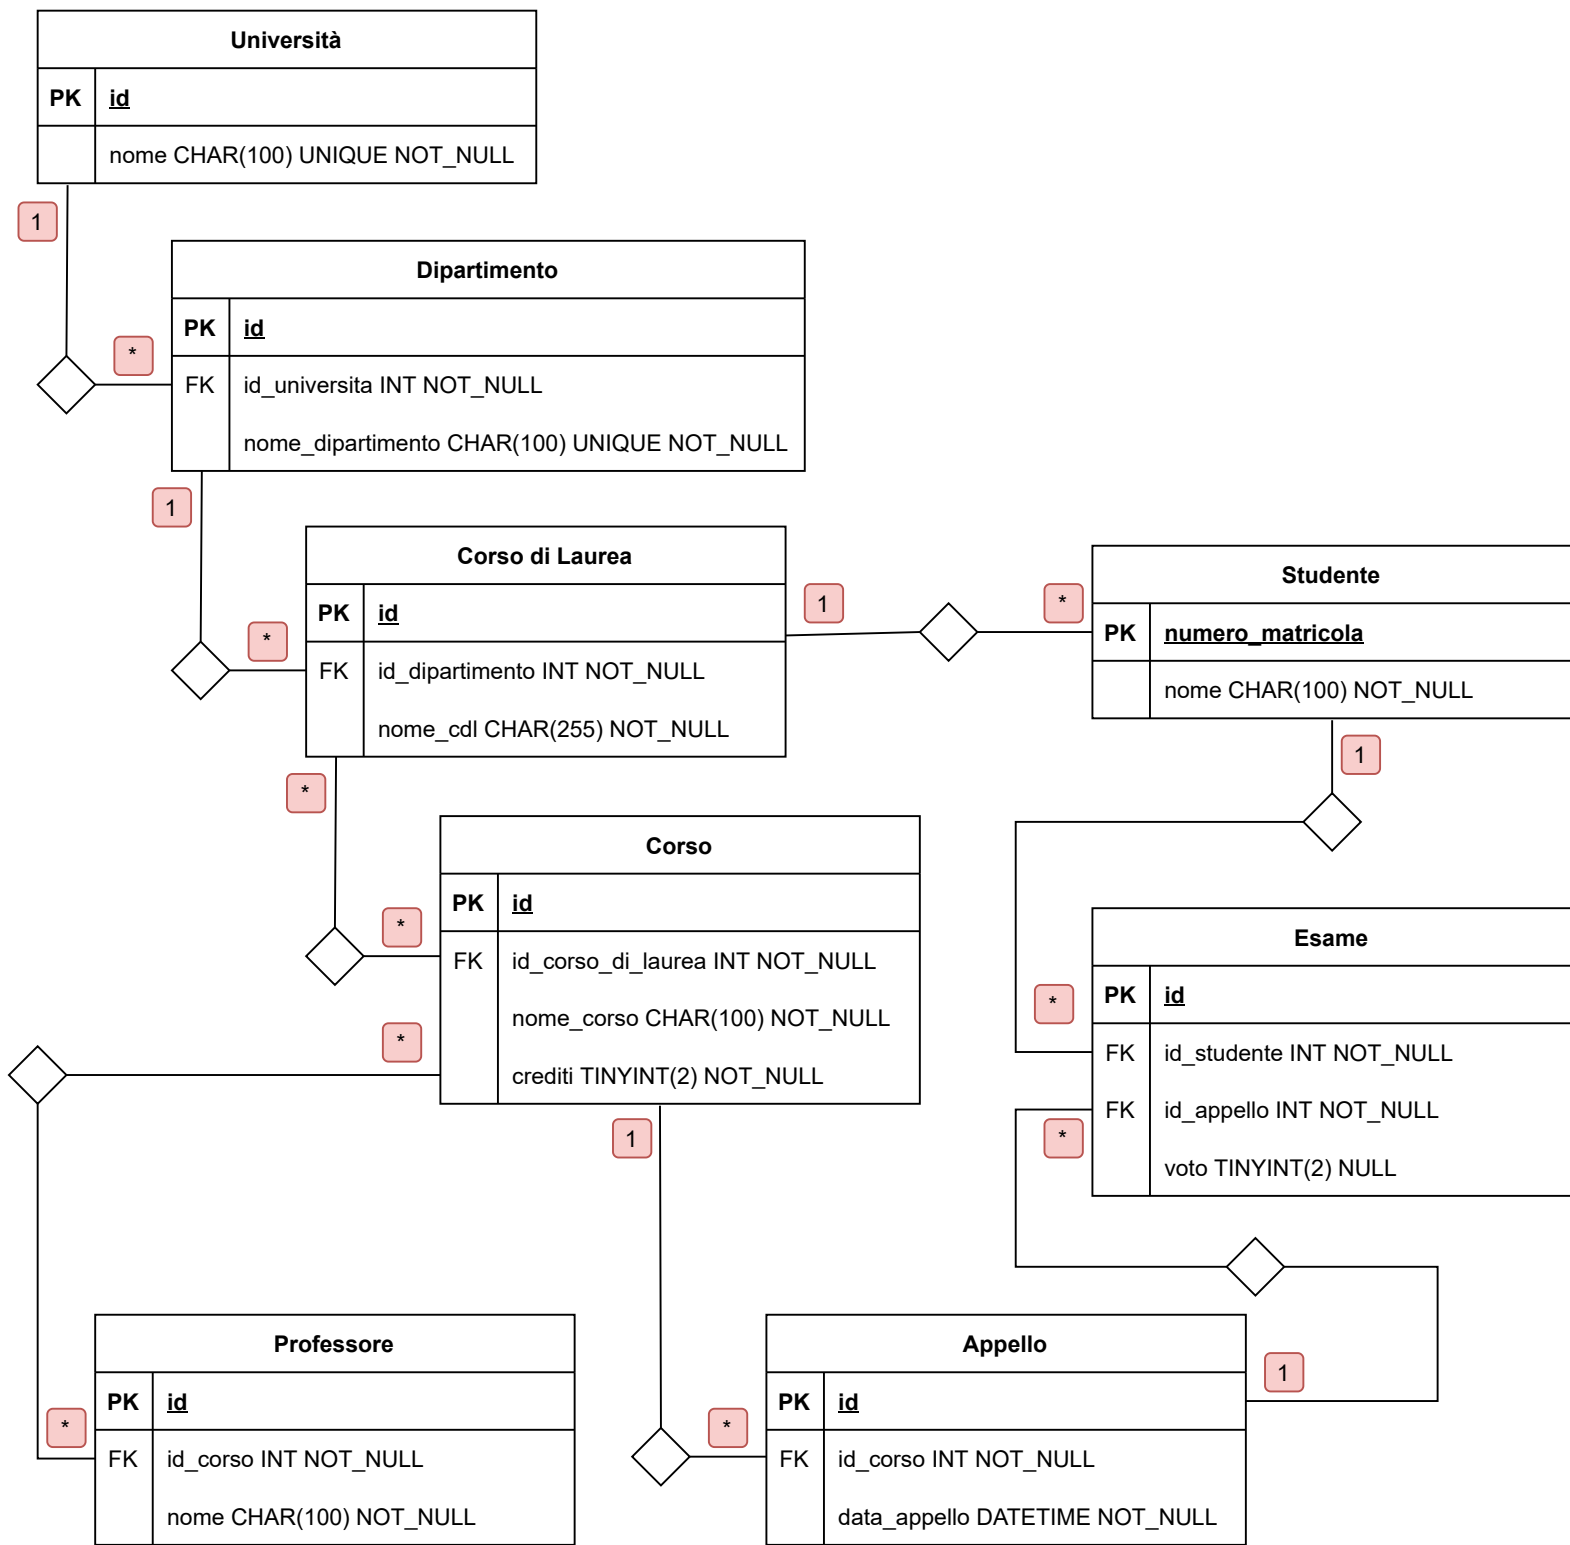 Università
PK id
nome CHAR(100) UNIQUE NOT_NULL
1
Dipartimento
PK id
* FK id_universita INT NOT_NULL
nome_dipartimento CHAR(100) UNIQUE NOT_NULL
1
Corso di Laurea
PK id
* FK id_dipartimento INT NOT_NULL
nome_cdl CHAR(255) NOT_NULL
1
*
Studente
PK numero_matricola
nome CHAR(100) NOT_NULL
*
1
Corso
PK id
* FK id_corso_di_laurea INT NOT_NULL
nome_corso CHAR(100) NOT_NULL
* crediti TINYINT(2) NOT_NULL
Esame
PK id
* FK id_studente INT NOT_NULL
FK id_appello INT NOT_NULL
* voto TINYINT(2) NULL
1
Professore
PK id
* FK id_corso INT NOT_NULL
nome CHAR(100) NOT_NULL
Appello
PK id
1
* FK id_corso INT NOT_NULL
data_appello DATETIME NOT_NULL